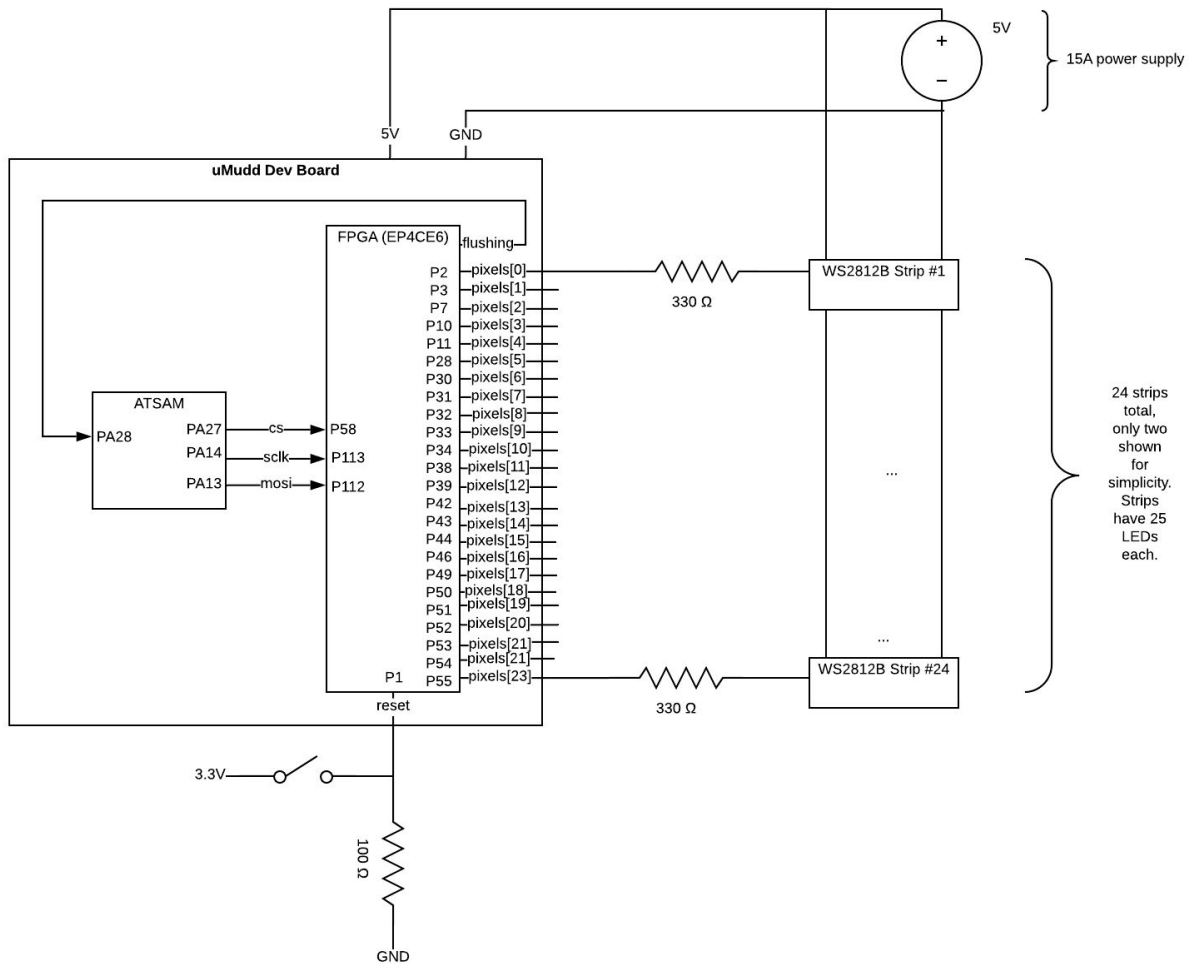 5V
15A power supply
+
−
5V
GND
uMudd Dev Board
FPGA (EP4CE6)
flushing
P2
pixels[0]
WS2812B Strip #1
P3
pixels[1]
330 Ω
P7
pixels[2]
P10
pixels[3]
P11
pixels[4]
P28
pixels[5]
P30
pixels[6]
P31
pixels[7]
P32
pixels[8]
P33
pixels[9]
P34
pixels[10]
P38
pixels[11]
P39
pixels[12]
P42
pixels[13]
P43
pixels[14]
P44
pixels[15]
P46
pixels[16]
P49
pixels[17]
P50
pixels[18]
P51
pixels[19]
P52
pixels[20]
P53
pixels[21]
P54
pixels[21]
P55
pixels[23]
ATSAM
PA28
PA27
cs
P58
PA14
sclk
P113
PA13
mosi
P112
24 strips
total,
only two
shown
for
simplicity.
Strips
have 25
LEDs
each.
...
...
WS2812B Strip #24
330 Ω
P1
reset
3.3V
100 Ω
GND